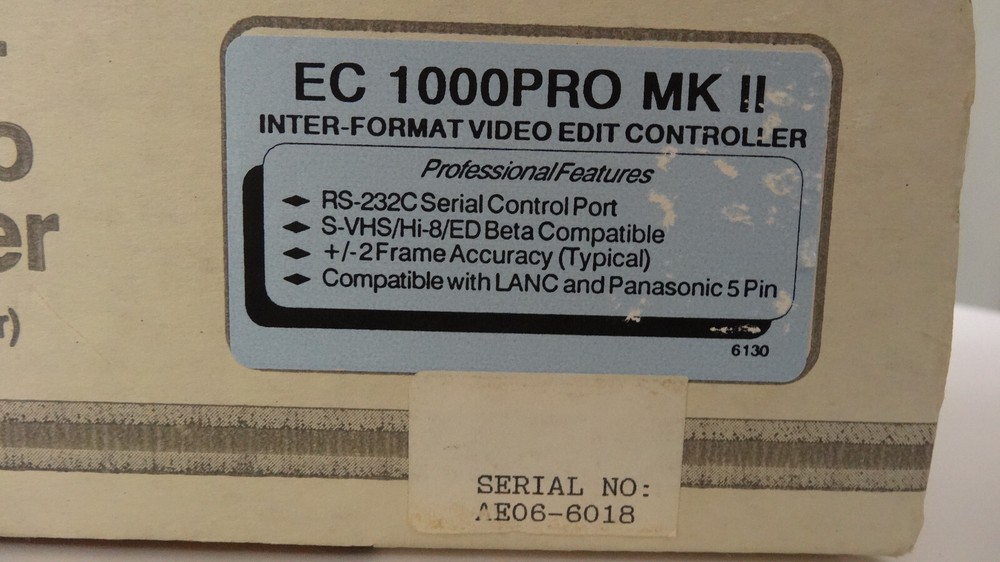 EC 1000PRO MK II
INTER-FORMAT VIDEO EDIT CONTROLLER
Professional Features
RS-232C Serial Control Port
S-VHS/Hi-8/ED Beta Compatible
+/-2 Frame Accuracy (Typical)
Compatible with LANC and Panasonic 5 Pin
6130
SERIAL NO:
AE06-6018